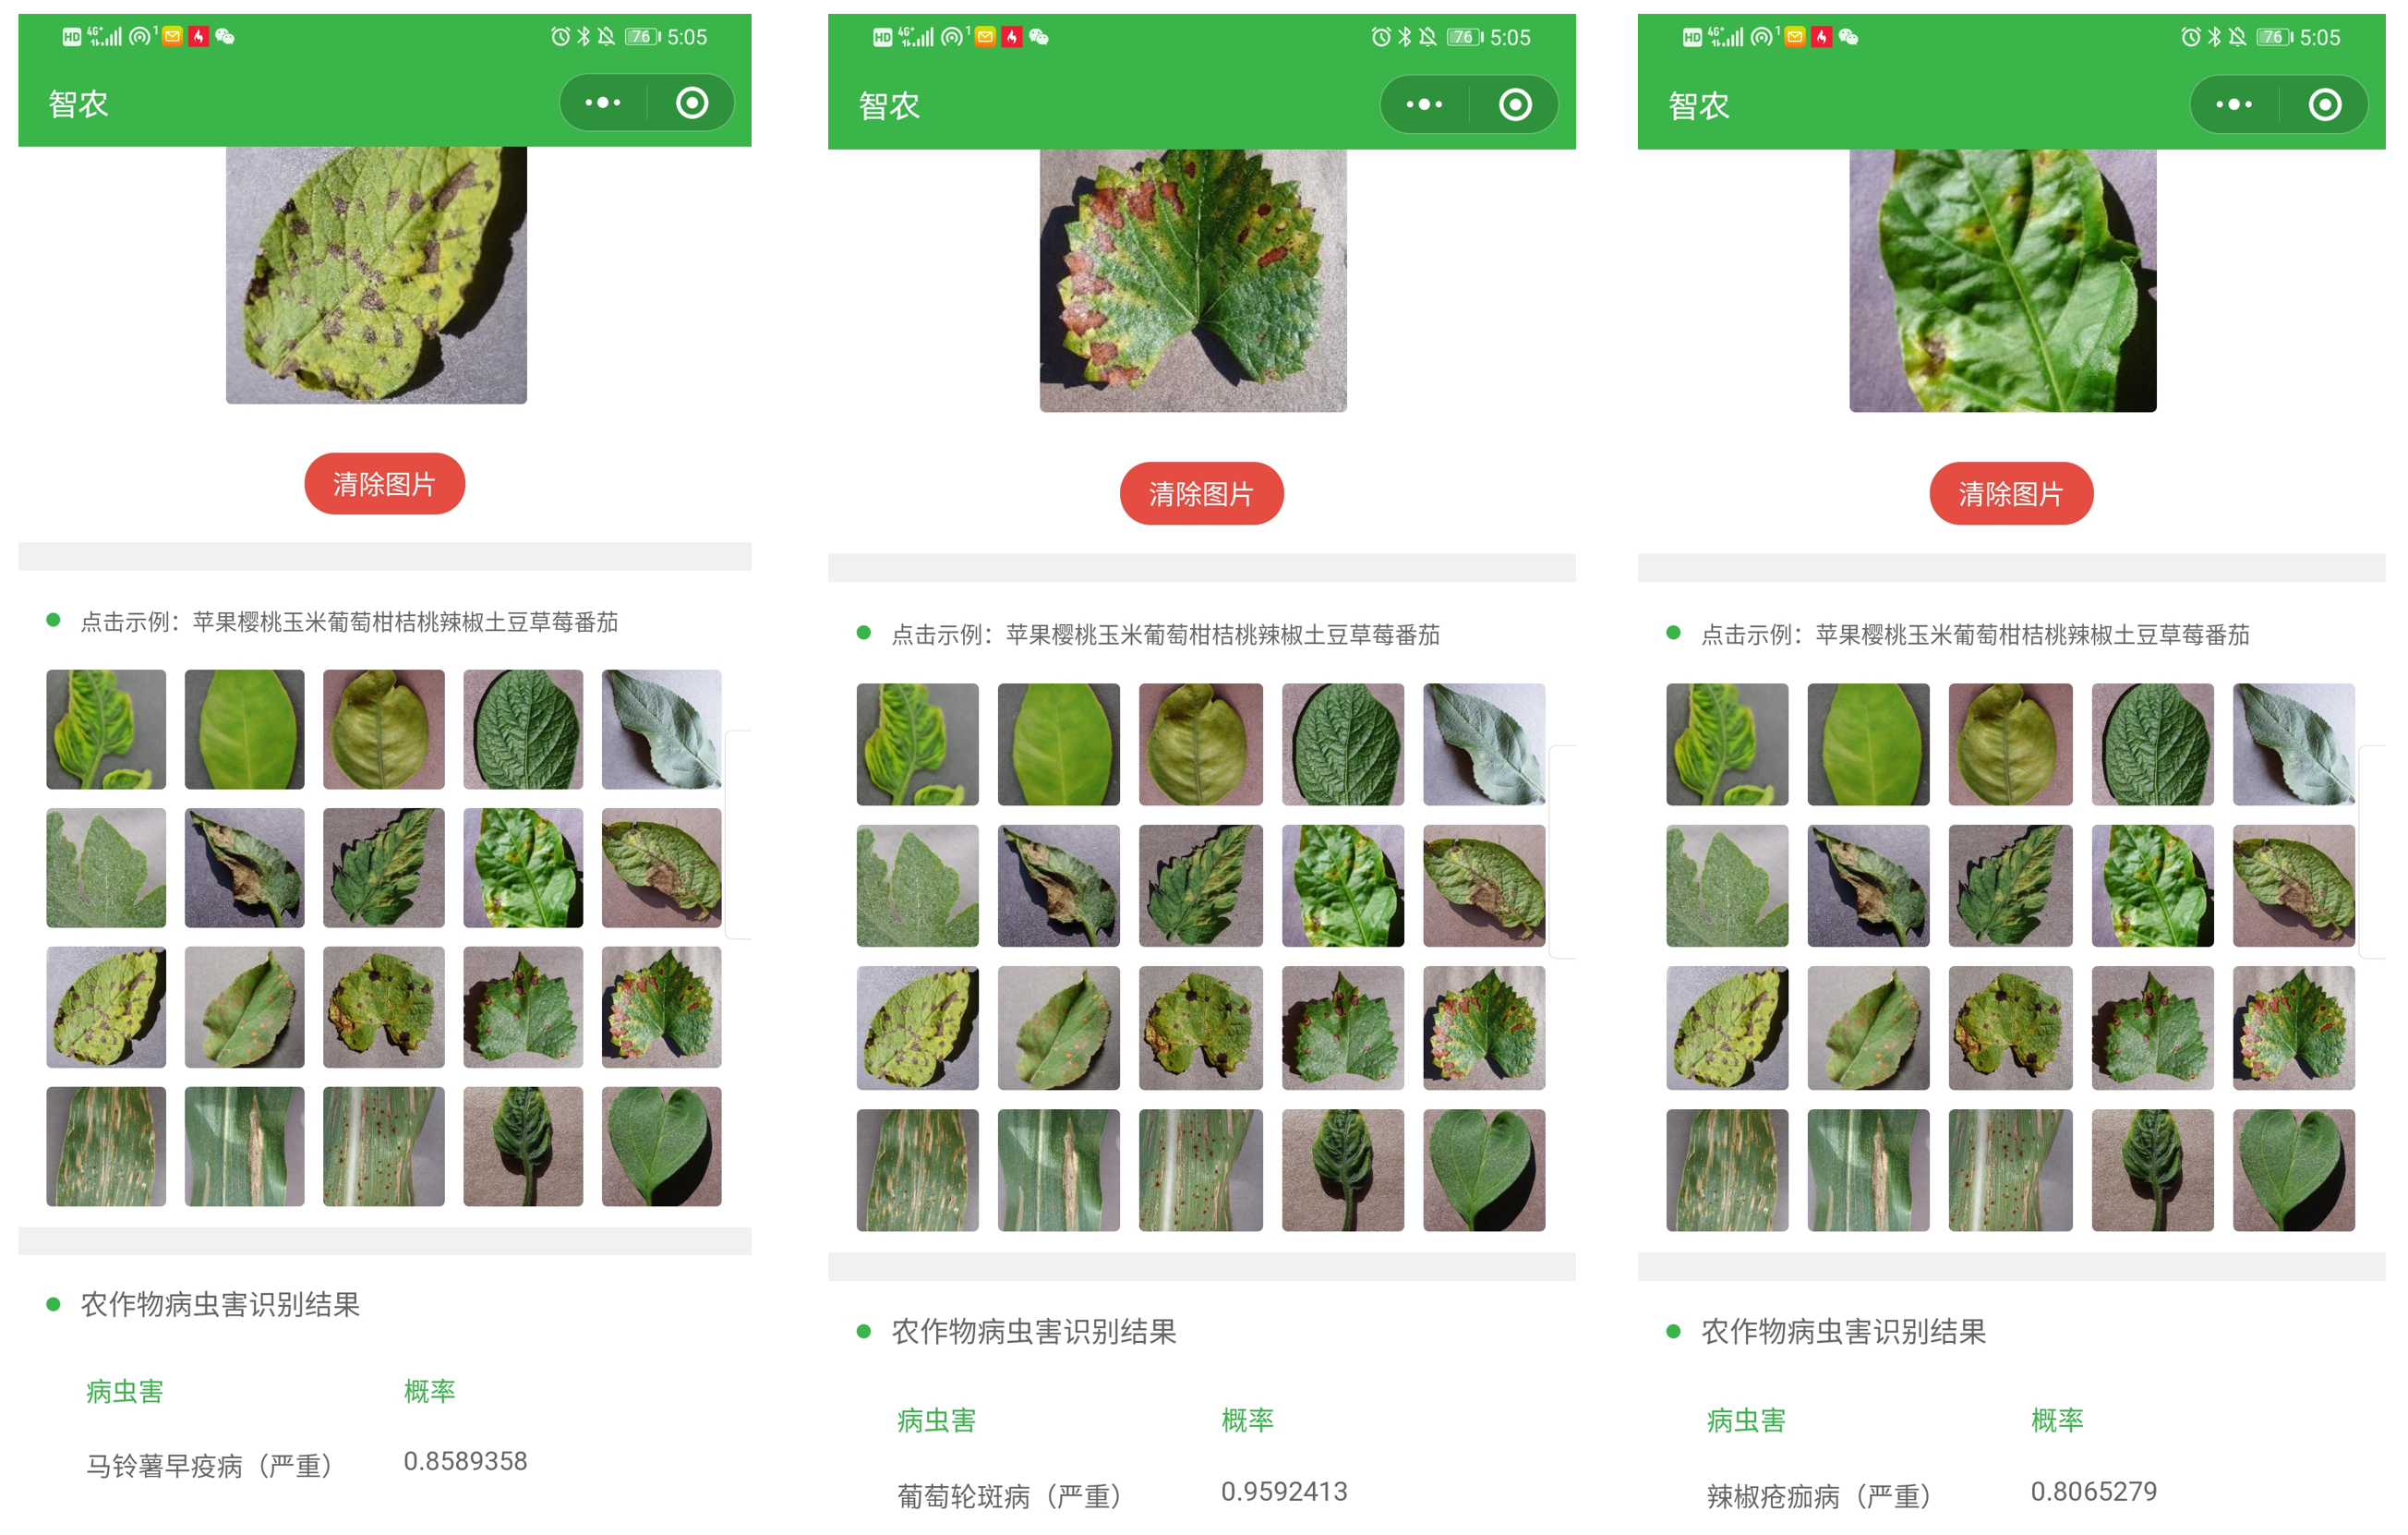 HD 4G+ 1 76 5:05
智农
清除图片
点击示例：苹果樱桃玉米葡萄柑桔桃辣椒土豆草莓番茄
农作物病虫害识别结果
病虫害 概率
马铃薯早疫病（严重） 0.8589358
HD 4G+ 1 76 5:05
智农
清除图片
点击示例：苹果樱桃玉米葡萄柑桔桃辣椒土豆草莓番茄
农作物病虫害识别结果
病虫害 概率
葡萄轮斑病（严重） 0.9592413
HD 4G+ 1 76 5:05
智农
清除图片
点击示例：苹果樱桃玉米葡萄柑桔桃辣椒土豆草莓番茄
农作物病虫害识别结果
病虫害 概率
辣椒疮痂病（严重） 0.8065279